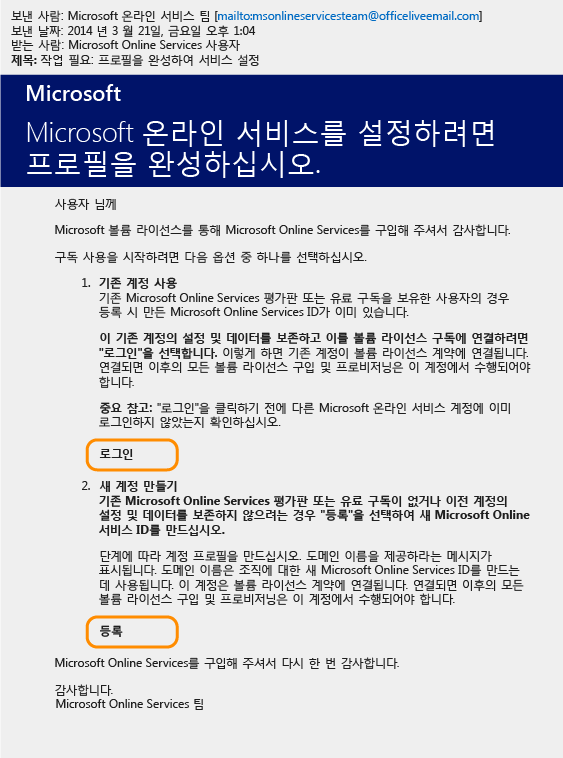 보낸 사람: Microsoft 온라인 서비스 팀 [mailto:msonlineservicesteam@officeliveemail.com]
보낸 날짜: 2014 년 3 월 21일, 금요일 오후 1:04
받는 사람: Microsoft Online Services 사용자
제목: 작업 필요: 프로필을 완성하여 서비스 설정
Microsoft
Microsoft 온라인 서비스를 설정하려면
프로필을 완성하십시오.
사용자 님께
Microsoft 볼륨 라이선스를 통해 Microsoft Online Services를 구입해 주셔서 감사합니다.
구독 사용을 시작하려면 다음 옵션 중 하나를 선택하십시오.
1. 기존 계정 사용
기존 Microsoft Online Services 평가판 또는 유료 구독을 보유한 사용자의 경우
등록 시 만든 Microsoft Online Services ID가 이미 있습니다.
이 기존 계정의 설정 및 데이터를 보존하고 이를 볼륨 라이선스 구독에 연결하려면
"로그인"을 선택합니다. 이렇게 하면 기존 계정이 볼륨 라이선스 계약에 연결됩니다.
연결되면 이후의 모든 볼륨 라이선스 구입 및 프로비저닝은 이 계정에서 수행되어야
합니다.
중요 참고: "로그인"을 클릭하기 전에 다른 Microsoft 온라인 서비스 계정에 이미
로그인하지 않았는지 확인하십시오.
로그인
2. 새 계정 만들기
기존 Microsoft Online Services 평가판 또는 유료 구독이 없거나 이전 계정의
설정 및 데이터를 보존하지 않으려는 경우 "등록"을 선택하여 새 Microsoft Online
서비스 ID를 만드십시오.
단계에 따라 계정 프로필을 만드십시오. 도메인 이름을 제공하라는 메시지가
표시됩니다. 도메인 이름은 조직에 대한 새 Microsoft Online Services ID를 만드는
데 사용됩니다. 이 계정은 볼륨 라이선스 계약에 연결됩니다. 연결되면 이후의 모든
볼륨 라이선스 구입 및 프로비저닝은 이 계정에서 수행되어야 합니다.
등록
Microsoft Online Services를 구입해 주셔서 다시 한 번 감사합니다.
감사합니다.
Microsoft Online Services 팀